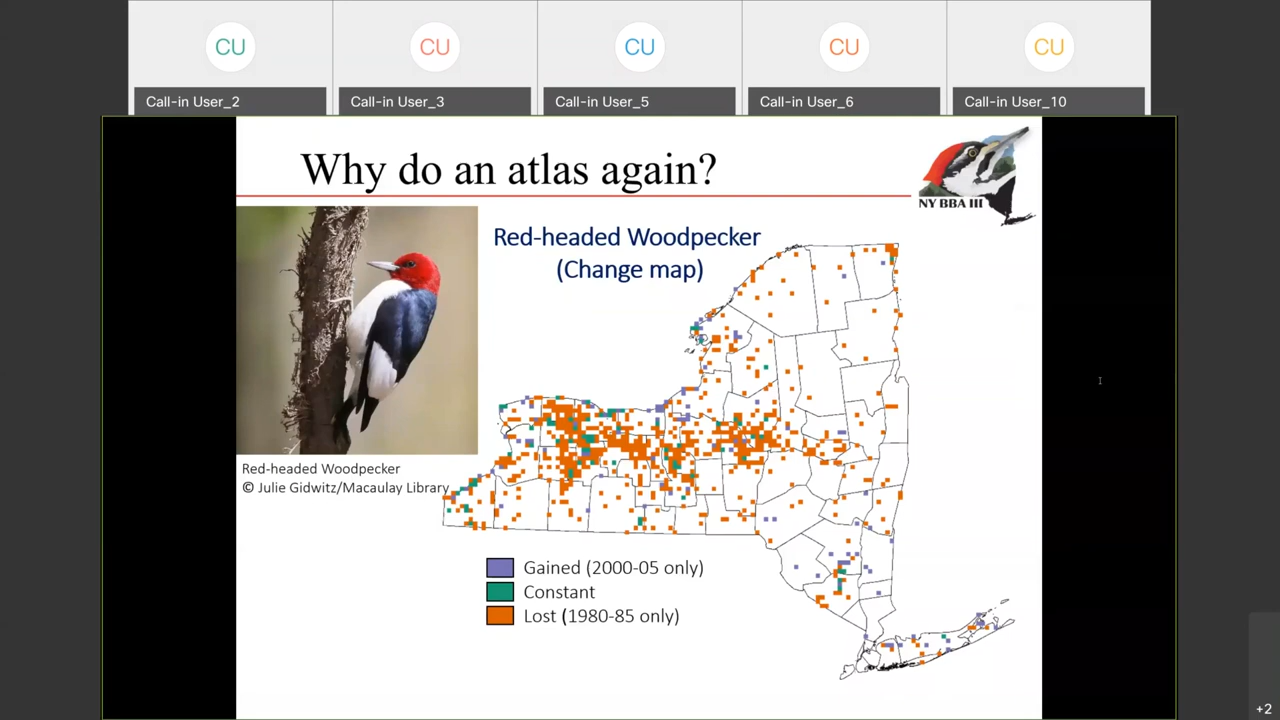 CU
CU
CU
CU
CU
Call-in User_2
Call-in User_3
Call-in User_5
Call-in User_6
Call-in User_10
Why do an atlas again?
NY BBA III
Red-headed Woodpecker
(Change map)
Red-headed Woodpecker
© Julie Gidwitz/Macaulay Library
Gained (2000-05 only)
Constant
Lost (1980-85 only)
+2